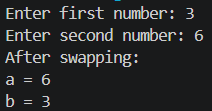 Enter first number: 3
Enter second number: 6
After swapping:
a = 6
b = 3